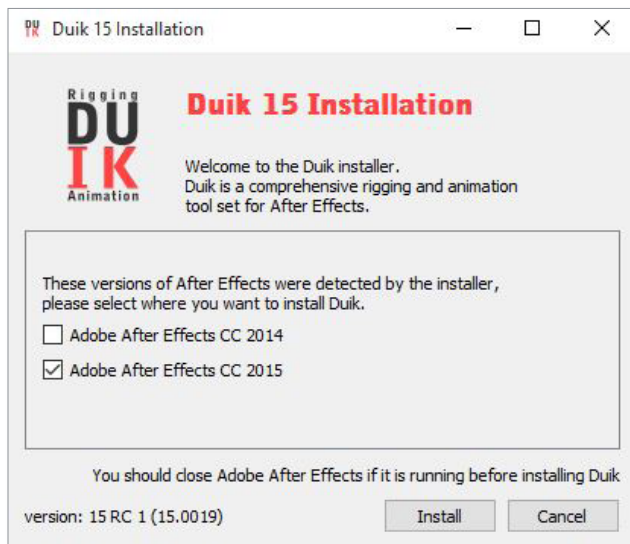 DU
IK
Duik 15 Installation
Rigging
DU
IK
Animation
Duik 15 Installation
Welcome to the Duik installer.
Duik is a comprehensive rigging and animation
tool set for After Effects.
These versions of After Effects were detected by the installer,
please select where you want to install Duik.
Adobe After Effects CC 2014
Adobe After Effects CC 2015
You should close Adobe After Effects if it is running before installing Duik
version: 15 RC 1 (15.0019)
Install
Cancel